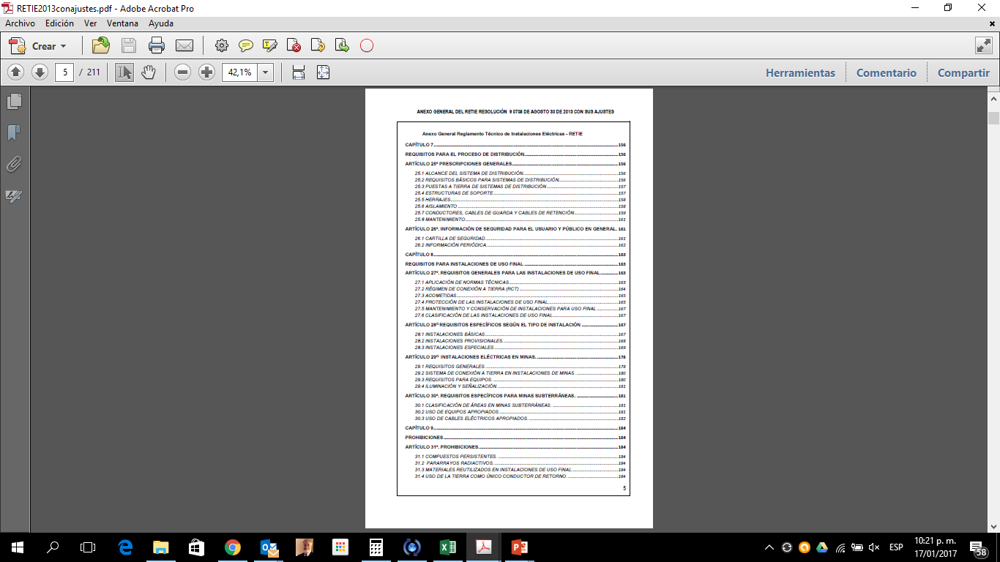 RETIE2013conajustes.pdf - Adobe Acrobat Pro
Archivo Edición Ver Ventana Ayuda
Crear
5 / 211 42,1% Herramientas Comentario Compartir
ANEXO GENERAL DEL RETIE RESOLUCIÓN 9 0708 DE AGOSTO 30 DE 2013 CON SUS AJUSTES
Anexo General Reglamento Técnico de Instalaciones Eléctricas - RETIE
CAPÍTULO 7 156
REQUISITOS PARA EL PROCESO DE DISTRIBUCIÓN 156
ARTÍCULO 25º PRESCRIPCIONES GENERALES 156
25.1 ALCANCE DEL SISTEMA DE DISTRIBUCIÓN 156
25.2 REQUISITOS BÁSICOS PARA SISTEMAS DE DISTRIBUCIÓN 156
25.3 PUESTAS A TIERRA DE SISTEMAS DE DISTRIBUCIÓN 157
25.4 ESTRUCTURAS DE SOPORTE 157
25.5 HERRAJES 158
25.6 AISLAMIENTO 158
25.7 CONDUCTORES, CABLES DE GUARDA Y CABLES DE RETENCIÓN 159
25.8 MANTENIMIENTO 161
ARTÍCULO 26º. INFORMACIÓN DE SEGURIDAD PARA EL USUARIO Y PÚBLICO EN GENERAL. 161
26.1 CARTILLA DE SEGURIDAD 161
26.2 INFORMACIÓN PERIÓDICA 162
CAPÍTULO 8 163
REQUISITOS PARA INSTALACIONES DE USO FINAL 163
ARTÍCULO 27º. REQUISITOS GENERALES PARA LAS INSTALACIONES DE USO FINAL 163
27.1 APLICACIÓN DE NORMAS TÉCNICAS 163
27.2 RÉGIMEN DE CONEXIÓN A TIERRA (RCT) 164
27.3 ACOMETIDAS 165
27.4 PROTECCIÓN DE LAS INSTALACIONES DE USO FINAL 165
27.5 MANTENIMIENTO Y CONSERVACIÓN DE INSTALACIONES PARA USO FINAL 167
27.6 CLASIFICACIÓN DE LAS INSTALACIONES DE USO FINAL 167
ARTÍCULO 28º REQUISITOS ESPECÍFICOS SEGÚN EL TIPO DE INSTALACIÓN 167
28.1 INSTALACIONES BÁSICAS 167
28.2 INSTALACIONES PROVISIONALES 168
28.3 INSTALACIONES ESPECIALES 169
ARTÍCULO 29º. INSTALACIONES ELÉCTRICAS EN MINAS. 178
29.1 REQUISITOS GENERALES. 178
29.2 SISTEMA DE CONEXIÓN A TIERRA EN INSTALACIONES DE MINAS. 180
29.3 REQUISITOS PARA EQUIPOS. 180
29.4 ILUMINACIÓN Y SEÑALIZACIÓN 181
ARTÍCULO 30º. REQUISITOS ESPECÍFICOS PARA MINAS SUBTERRÁNEAS. 181
30.1 CLASIFICACIÓN DE ÁREAS EN MINAS SUBTERRÁNEAS. 181
30.2 USO DE EQUIPOS APROPIADOS 181
30.3 USO DE CABLES ELÉCTRICOS APROPIADOS. 182
CAPÍTULO 9 184
PROHIBICIONES 184
ARTÍCULO 31º. PROHIBICIONES 184
31.1 COMPUESTOS PERSISTENTES. 184
31.2 PARARRAYOS RADIACTIVOS. 184
31.3 MATERIALES REUTILIZADOS EN INSTALACIONES DE USO FINAL 184
31.4 USO DE LA TIERRA COMO ÚNICO CONDUCTOR DE RETORNO. 184
5
ESP
10:21 p. m.
17/01/2017
58